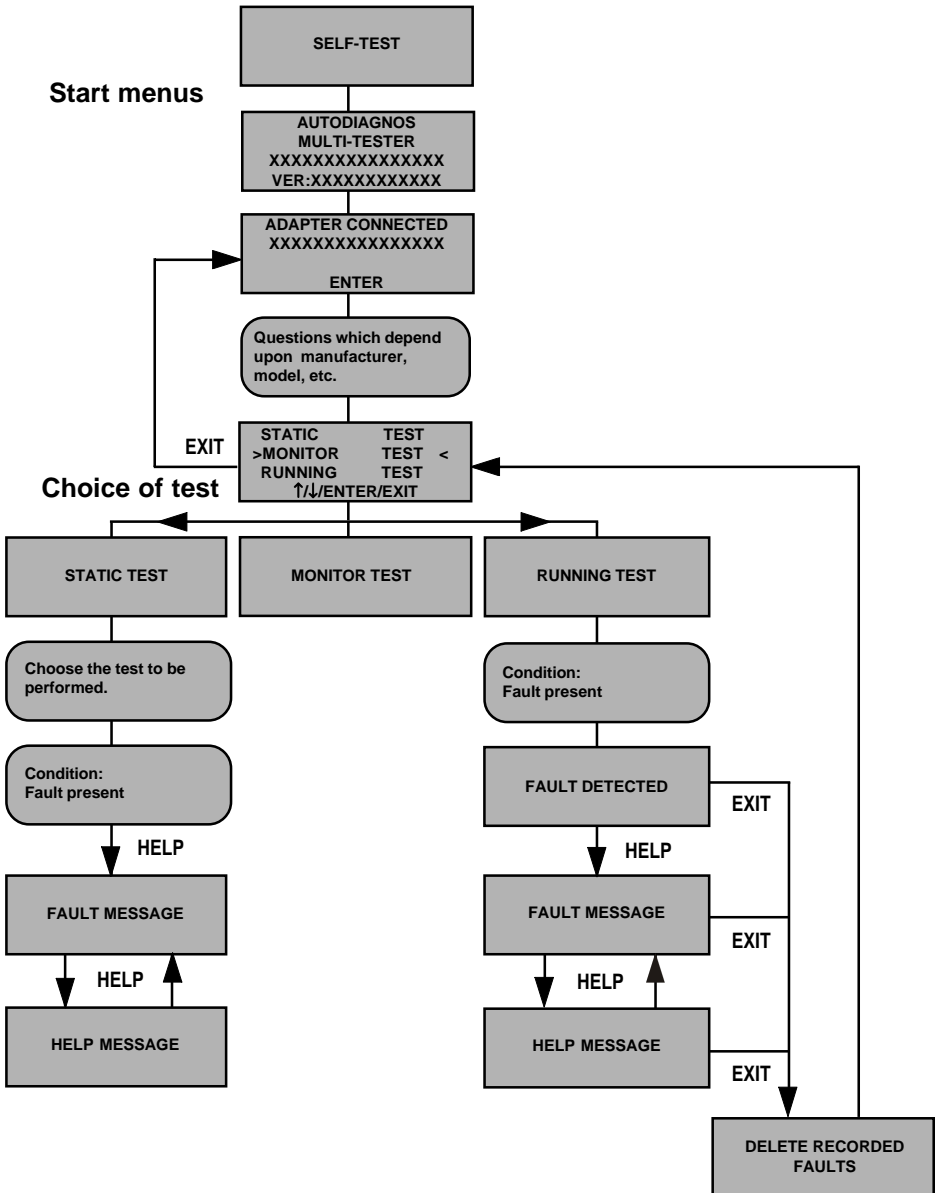 SELF-TEST
Start menus
AUTODIAGNOS
MULTI-TESTER
XXXXXXXXXXXXXXXX
VER:XXXXXXXXXXXX
ADAPTER CONNECTED
XXXXXXXXXXXXXXXX
ENTER
Questions which depend
upon manufacturer,
model, etc.
EXIT
STATIC TEST
>MONITOR TEST <
RUNNING TEST
↑/↓/ENTER/EXIT
Choice of test
STATIC TEST
MONITOR TEST
RUNNING TEST
Choose the test to be
performed.
Condition:
Fault present
HELP
FAULT MESSAGE
HELP
HELP MESSAGE
Condition:
Fault present
FAULT DETECTED
EXIT
HELP
FAULT MESSAGE
EXIT
HELP
HELP MESSAGE
EXIT
DELETE RECORDED
FAULTS